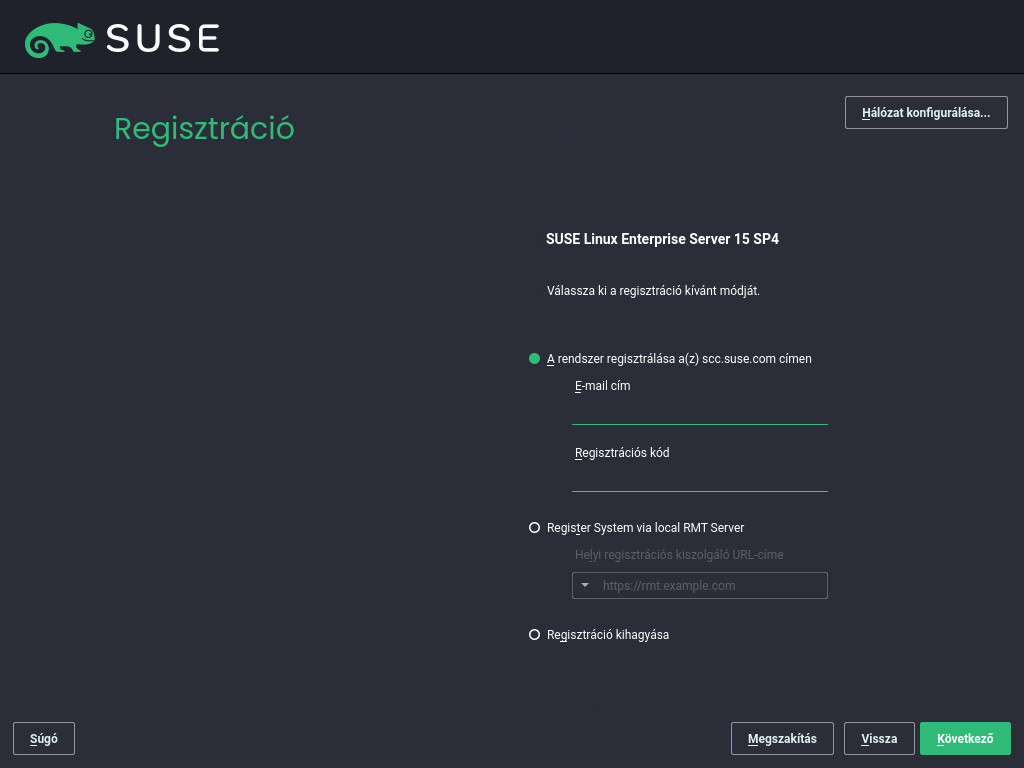 SUSE
Hálózat konfigurálása...
Regisztráció
SUSE Linux Enterprise Server 15 SP4
Válassza ki a regisztráció kívánt módját.
A rendszer regisztrálása a(z) scc.suse.com címen
E-mail cím
Regisztrációs kód
Register System via local RMT Server
Helyi regisztrációs kiszolgáló URL-címe
https://rmt.example.com
Regisztráció kihagyása
Súgó Megszakítás Vissza Következő